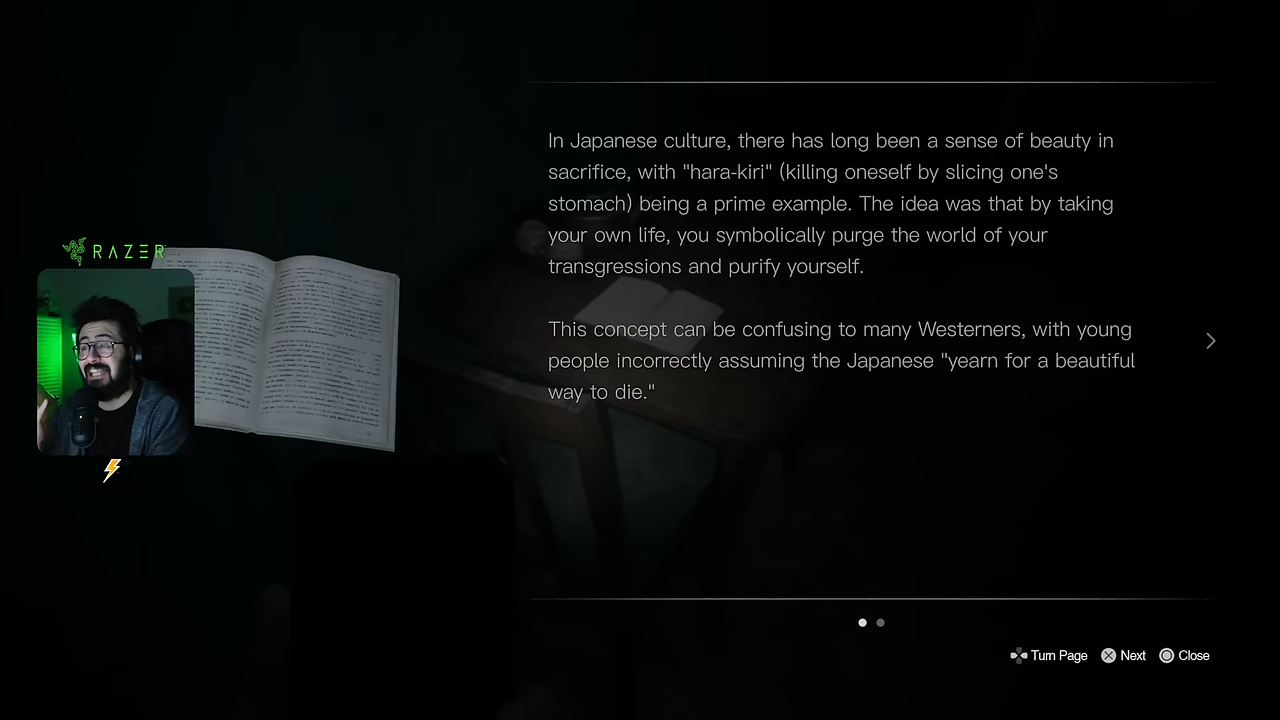 In Japanese culture, there has long been a sense of beauty in
sacrifice, with "hara-kiri" (killing oneself by slicing one's
stomach) being a prime example. The idea was that by taking
your own life, you symbolically purge the world of your
transgressions and purify yourself.
This concept can be confusing to many Westerners, with young
people incorrectly assuming the Japanese "yearn for a beautiful
way to die."
RAZER
Turn Page
Next
Close